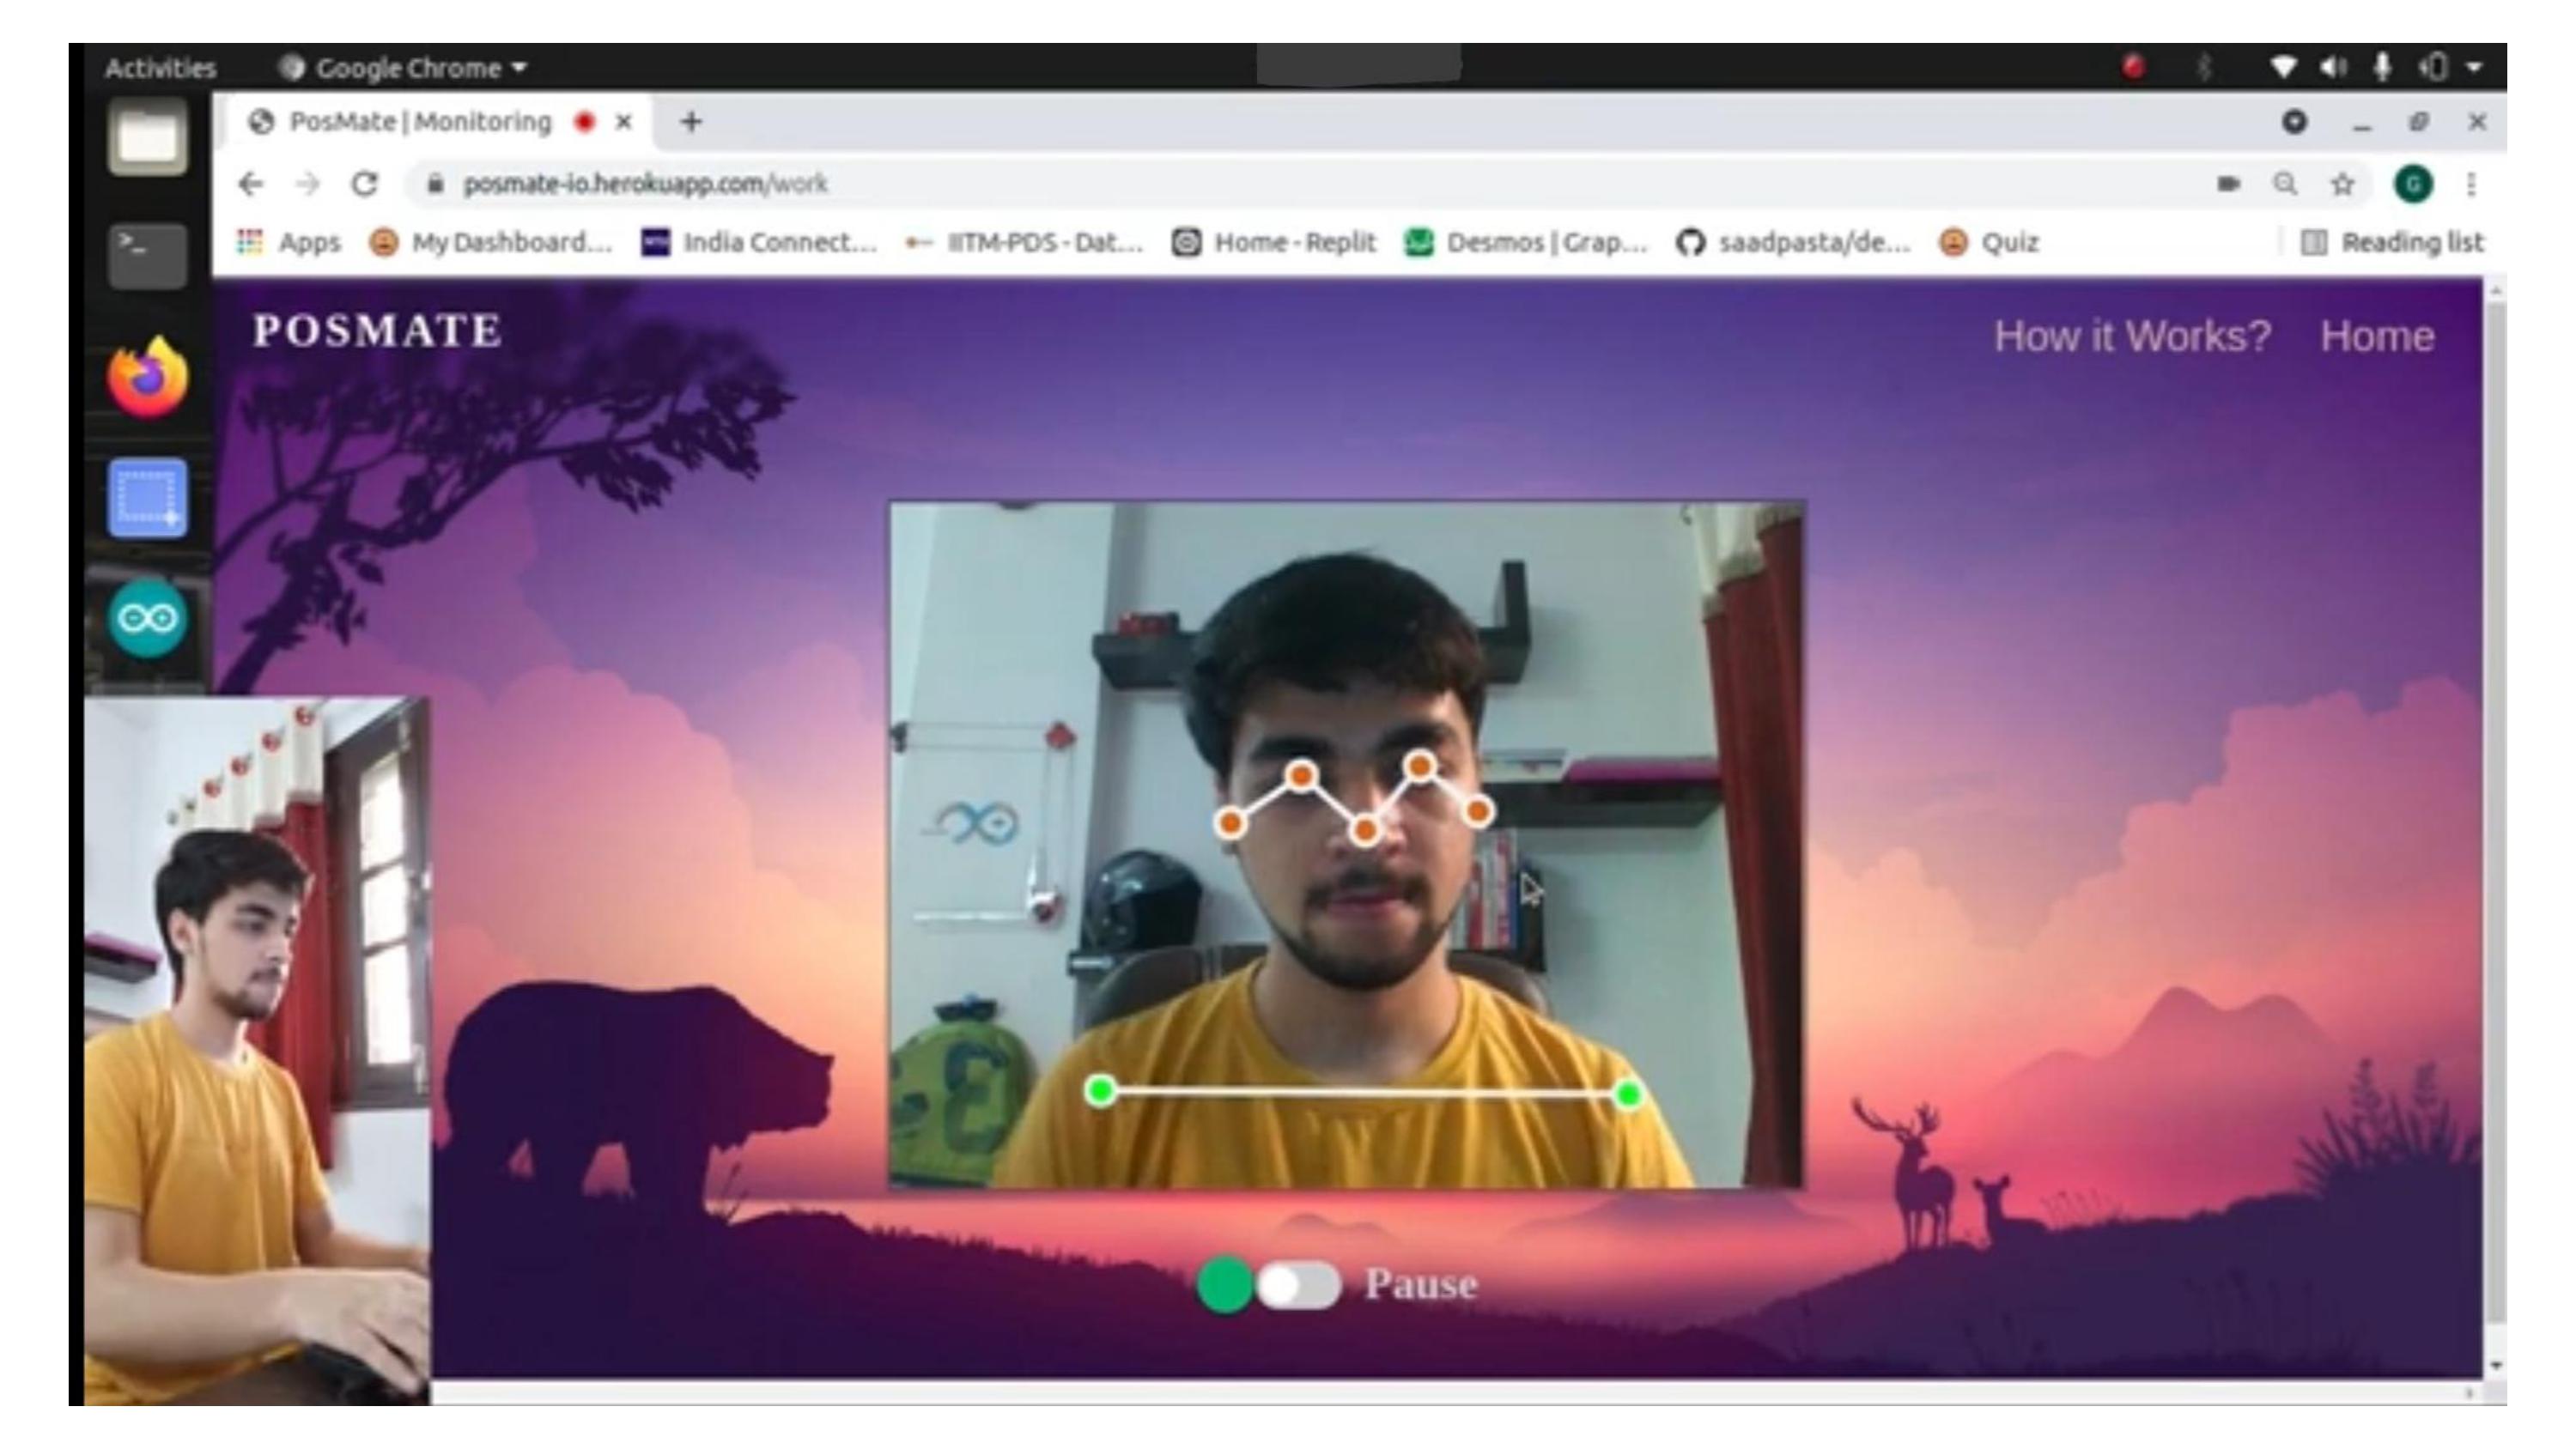 Activities Google Chrome
PosMate | Monitoring
posmate-io.herokuapp.com/work
Apps My Dashboard... India Connect... IITM-PDS - Dat... Home - Replit Desmos | Grap... saadpasta/de... Quiz Reading list
POSMATE How it Works? Home
Pause